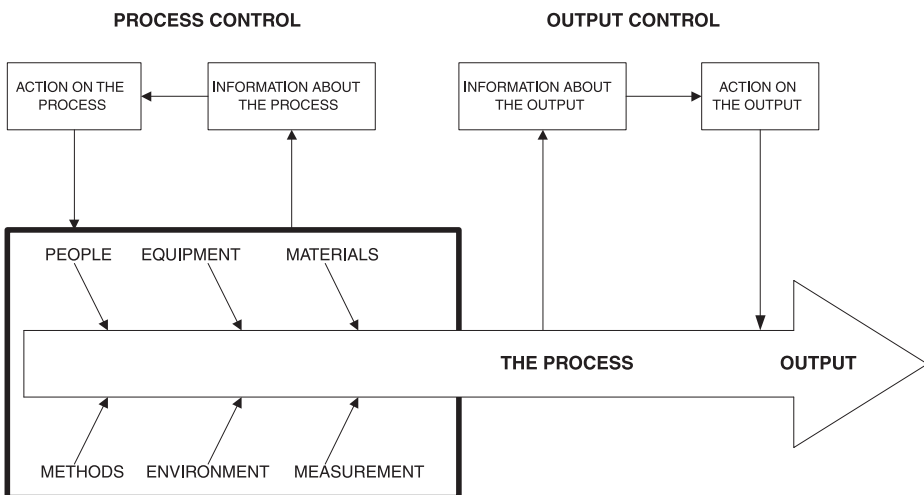 PROCESS CONTROL
OUTPUT CONTROL
ACTION ON THE
PROCESS
INFORMATION ABOUT
THE PROCESS
INFORMATION ABOUT
THE OUTPUT
ACTION ON
THE OUTPUT
PEOPLE
EQUIPMENT
MATERIALS
THE PROCESS
OUTPUT
METHODS
ENVIRONMENT
MEASUREMENT